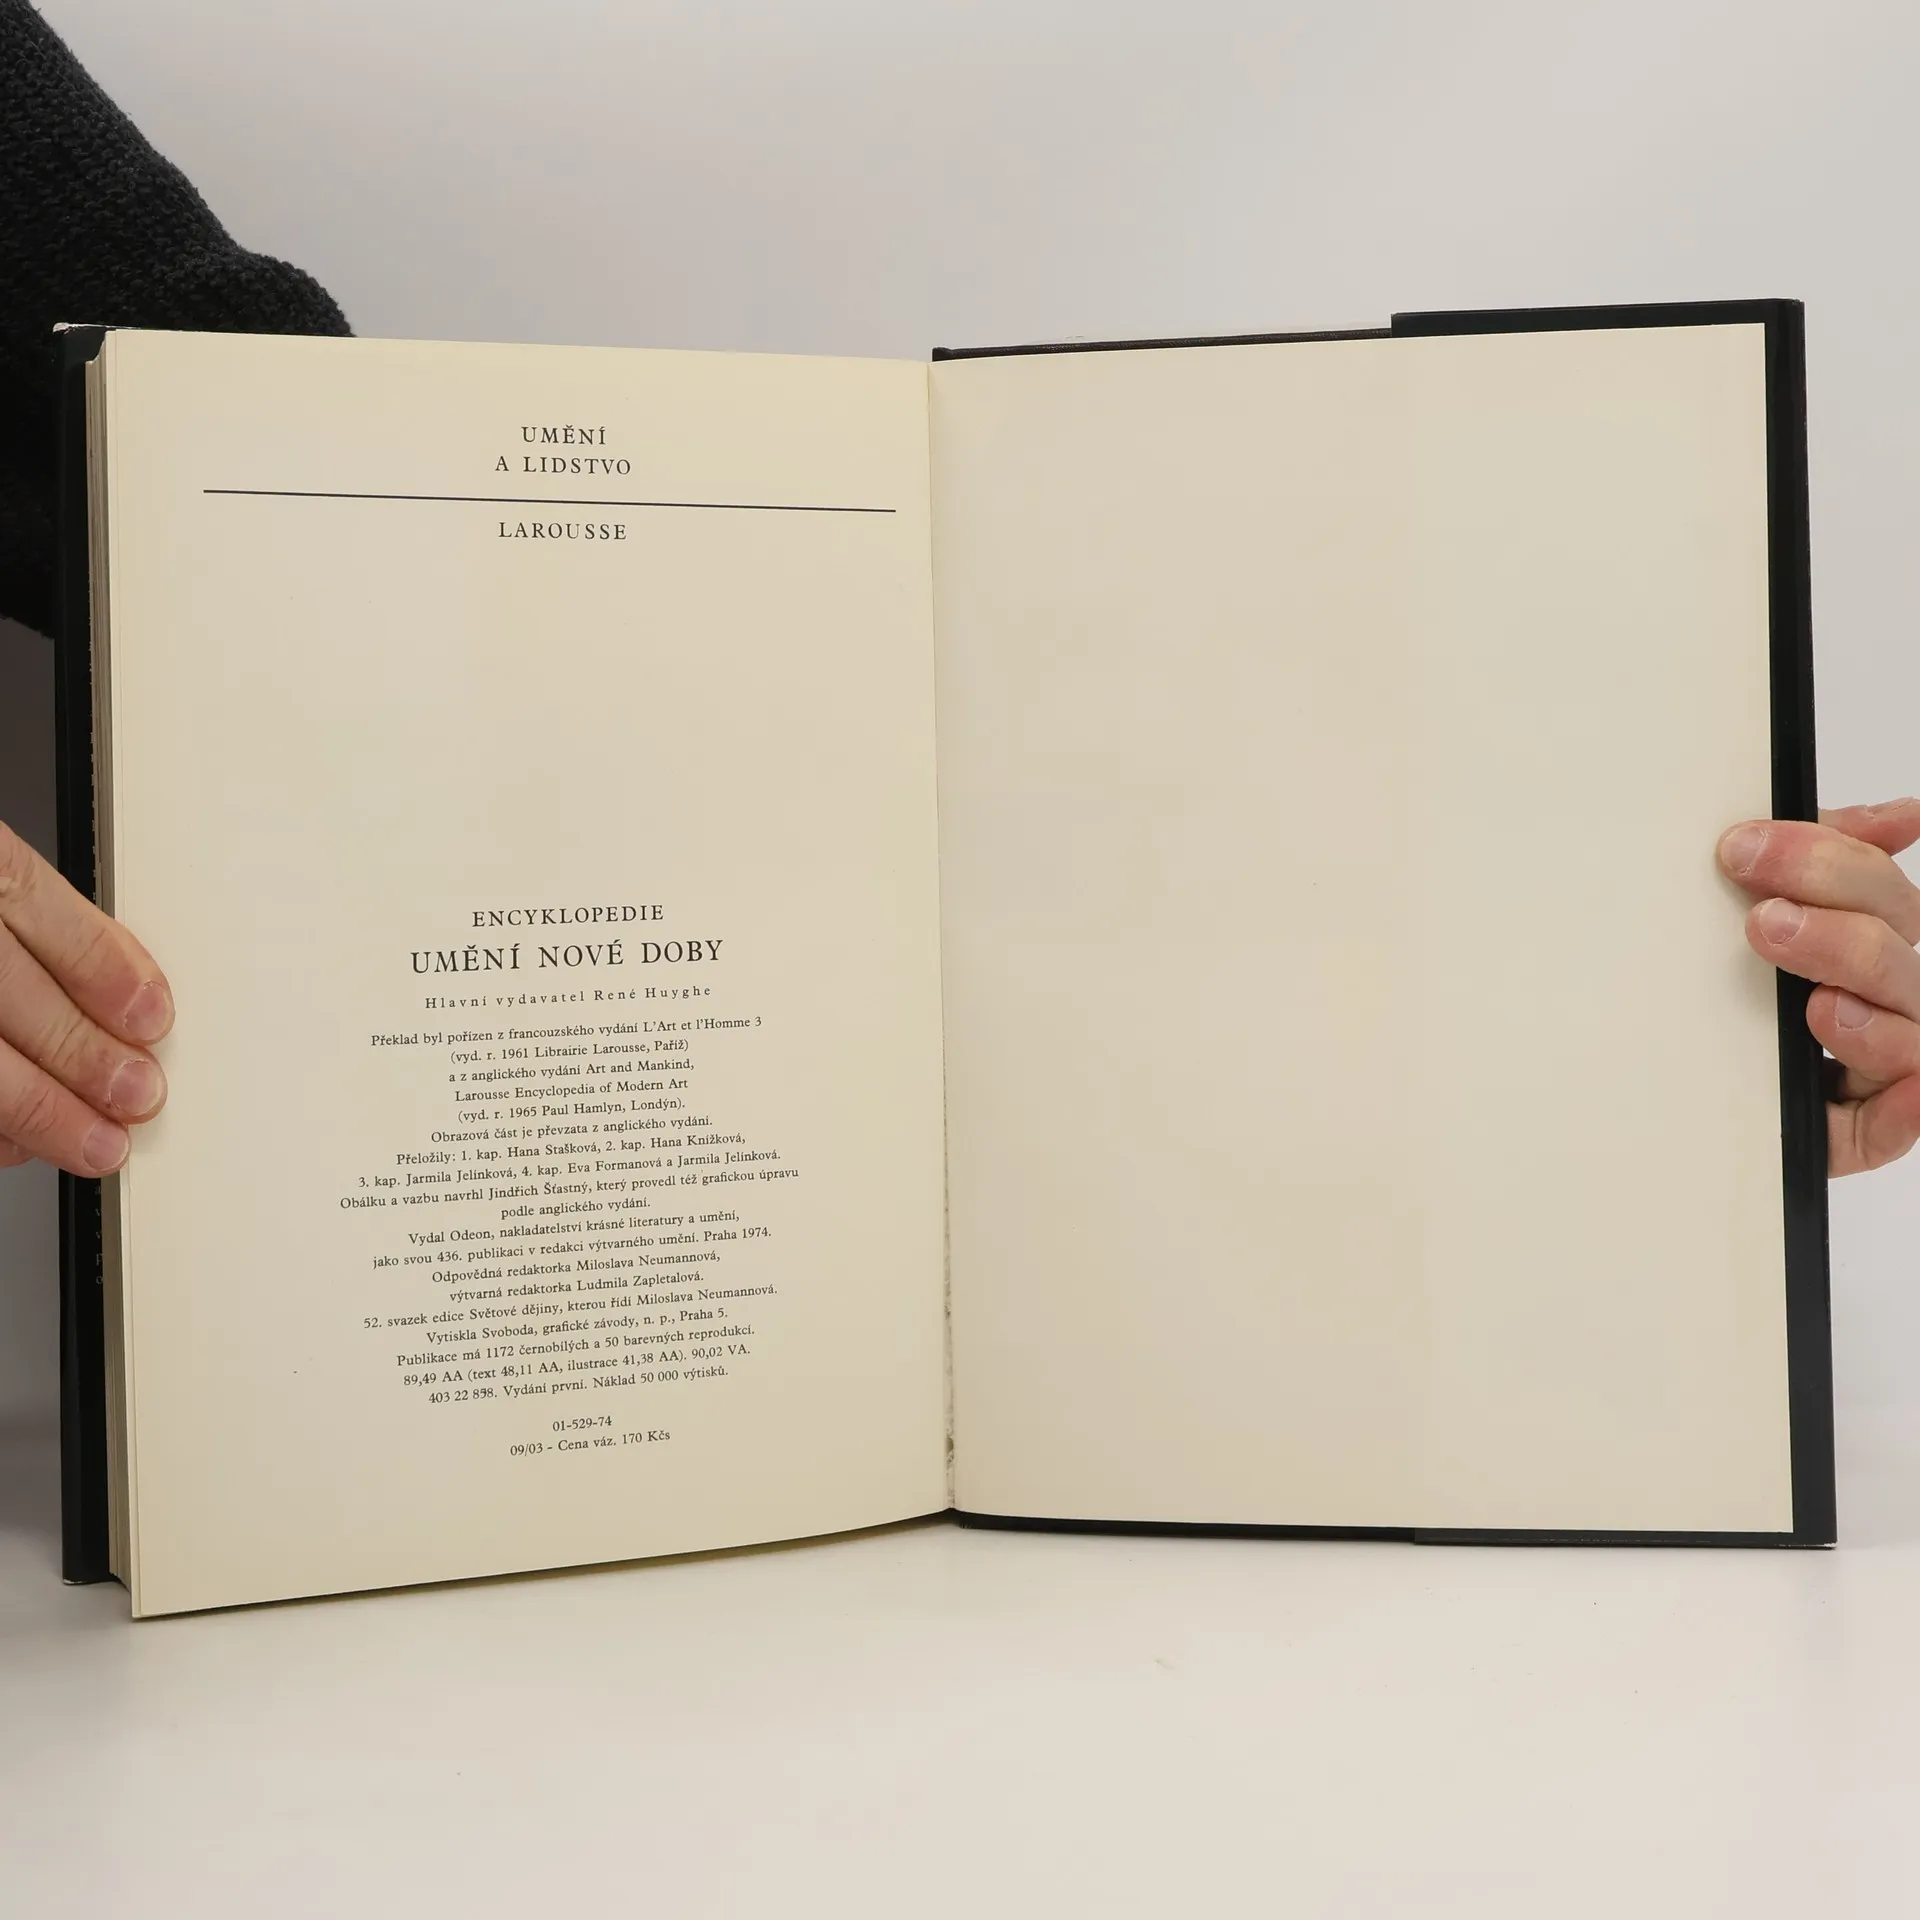 UMĚNÍ
A LIDSTVO
LAROUSSE
ENCYKLOPEDIE
UMĚNÍ NOVÉ DOBY
Hlavní vydavatel René Huyghe
Překlad byl pořízen z francouzského vydání L'Art et l'Homme 3
(vyd. r. 1961 Librairie Larousse, Paříž)
a z anglického vydání Art and Mankind,
Larousse Encyclopedia of Modern Art
(vyd. r. 1965 Paul Hamlyn, Londýn).
Obrazová část je převzata z anglického vydání.
Přeložily: 1. kap. Hana Stašková, 2. kap. Hana Knížková,
3. kap. Jarmila Jelínková, 4. kap. Eva Formanová a Jarmila Jelínková.
Obálku a vazbu navrhl Jindřich Šťastný, který provedl též grafickou úpravu
podle anglického vydání.
Vydal Odeon, nakladatelství krásné literatury a umění,
jako svou 436. publikaci v redakci výtvarného umění. Praha 1974.
Odpovědná redaktorka Miloslava Neumannová,
výtvarná redaktorka Ludmila Zapletalová.
52. svazek edice Světové dějiny, kterou řídí Miloslava Neumannová.
Vytiskla Svoboda, grafické závody, n. p., Praha 5.
Publikace má 1172 černobílých a 50 barevných reprodukcí.
89,49 AA (text 48,11 AA, ilustrace 41,38 AA). 90,02 VA.
403 22 858. Vydání první. Náklad 50 000 výtisků.
01-529-74
09/03 - Cena váz. 170 Kčs